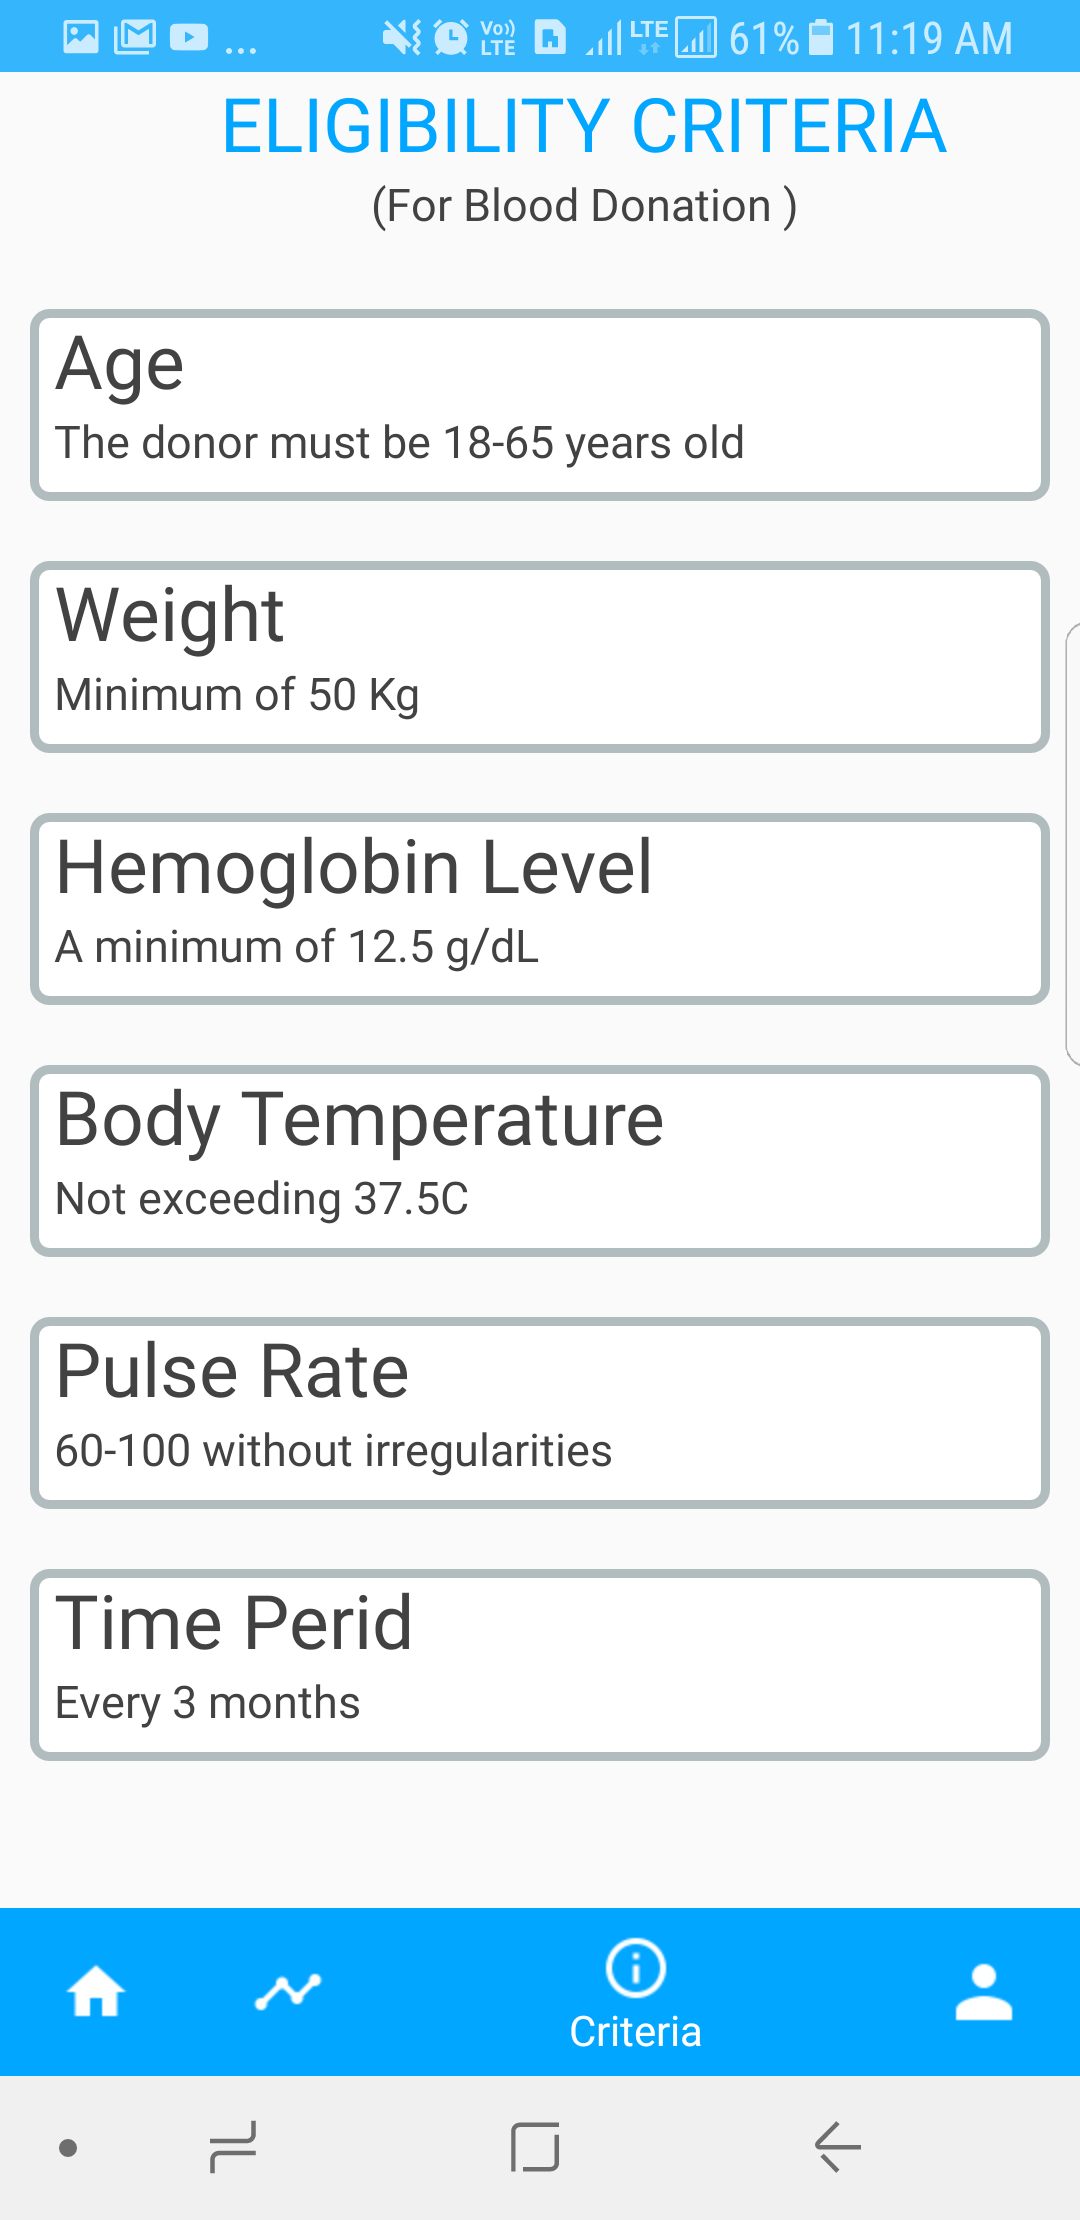 Vo)) LTE LTE 61% 11:19 AM
ELIGIBILITY CRITERIA
(For Blood Donation )
Age
The donor must be 18-65 years old
Weight
Minimum of 50 Kg
Hemoglobin Level
A minimum of 12.5 g/dL
Body Temperature
Not exceeding 37.5C
Pulse Rate
60-100 without irregularities
Time Perid
Every 3 months
Criteria